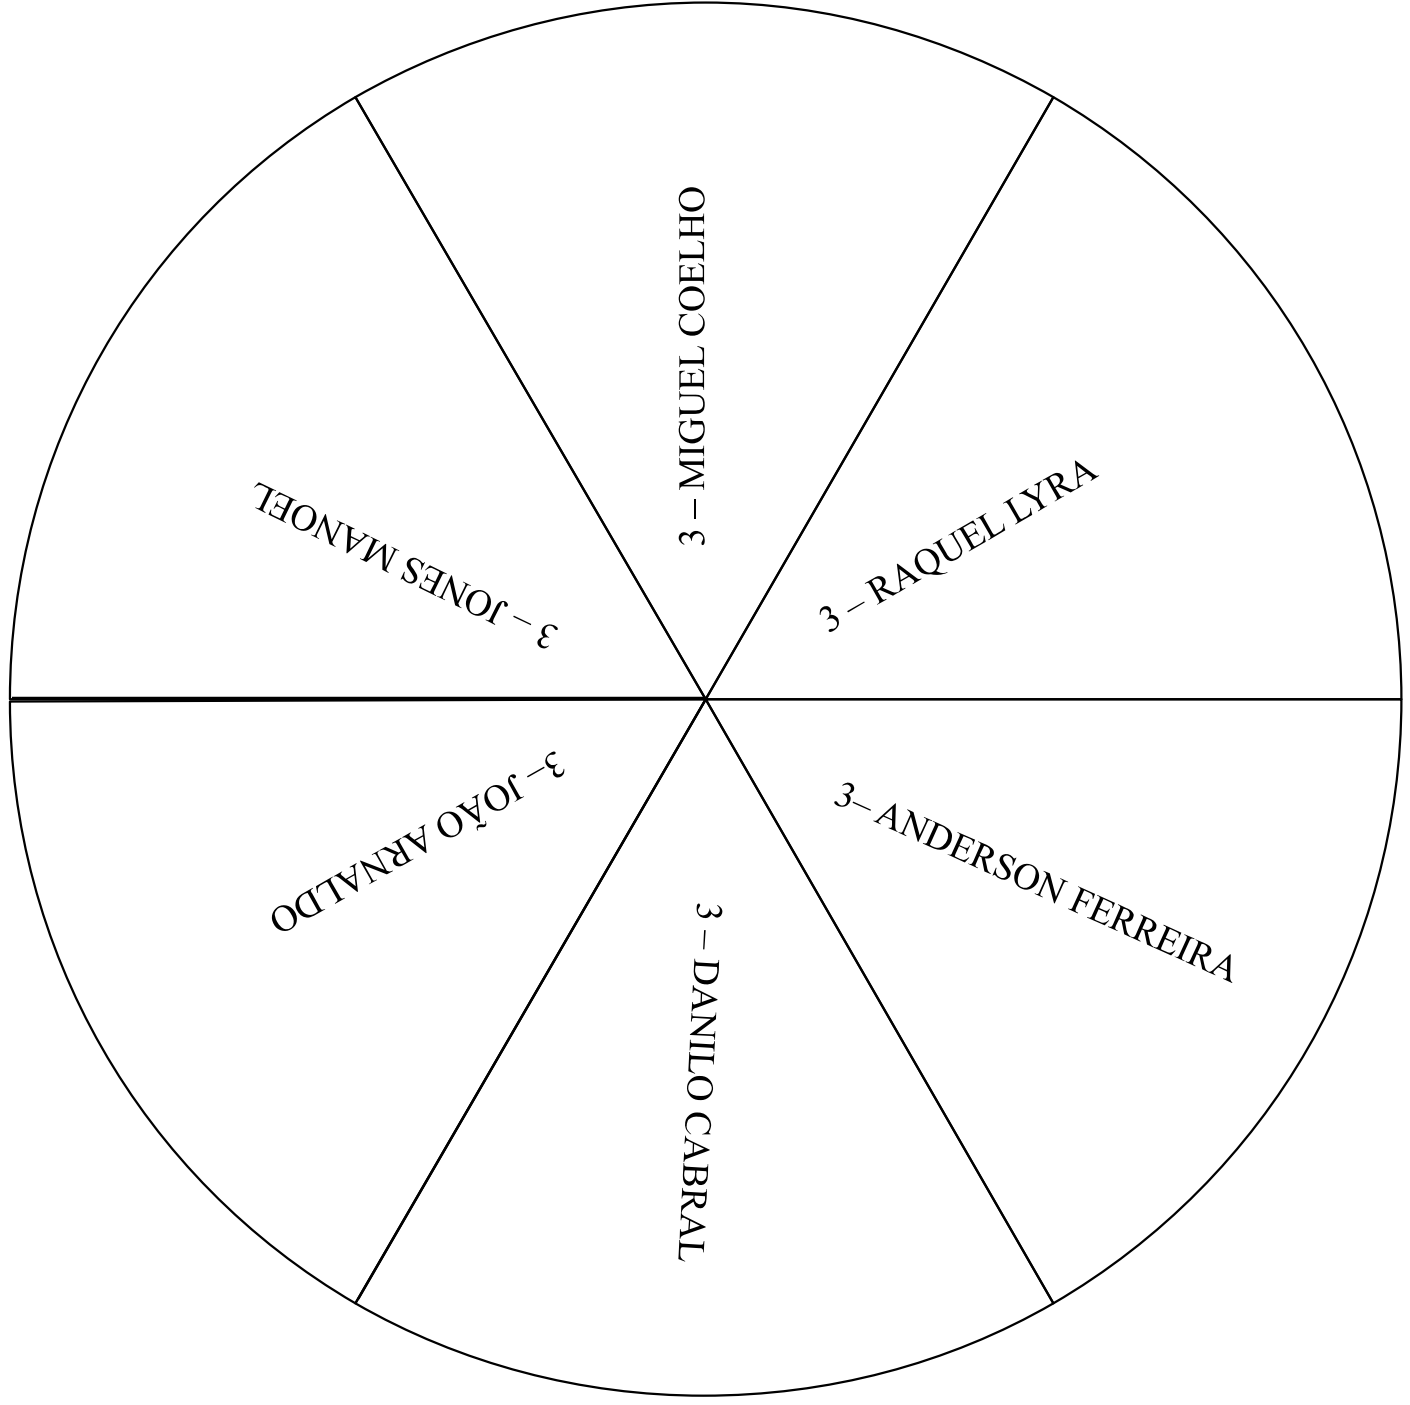 3 – MIGUEL COELHO
3 – RAQUEL LYRA
3– ANDERSON FERREIRA
3 – DANILO CABRAL
3– JOÃO ARNALDO
3 – JONES MANOEL